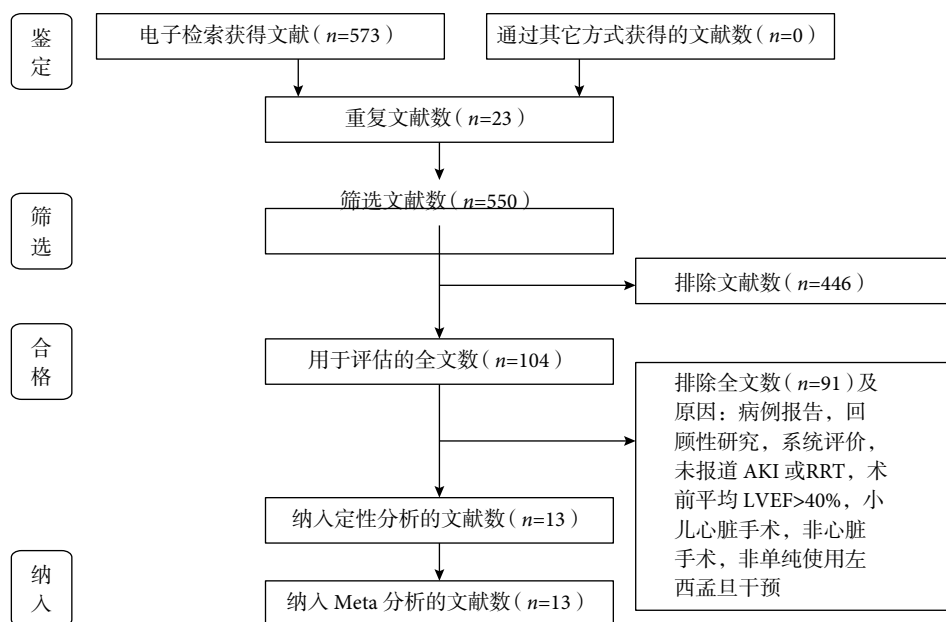 鉴
定
电子检索获得文献（n=573）
通过其它方式获得的文献数（n=0）
重复文献数（n=23）
筛
选
筛选文献数（n=550）
排除文献数（n=446）
合
格
用于评估的全文数（n=104）
排除全文数（n=91）及
原因：病例报告，回
顾性研究，系统评价，
未报道 AKI 或RRT，术
前平均 LVEF>40%，小
儿心脏手术，非心脏
手术，非单纯使用左
西孟旦干预
纳入定性分析的文献数（n=13）
纳
入
纳入 Meta 分析的文献数（n=13）